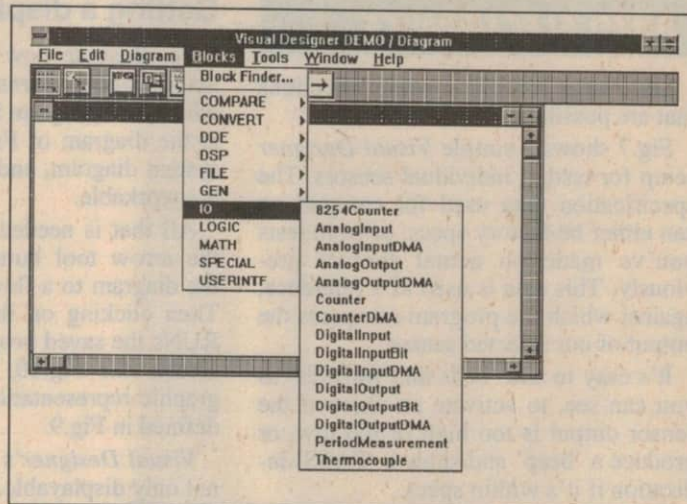 Visual Designer DEMO / Diagram
File Edit Diagram Blocks Tools Window Help
Block Finder...
COMPARE
CONVERT
DDE
DSP
FILE
GEN
IO
LOGIC
MATH
SPECIAL
USERINTF
8254Counter
AnalogInput
AnalogInputDMA
AnalogOutput
AnalogOutputDMA
Counter
CounterDMA
DigitalInput
DigitalInputBit
DigitalInputDMA
DigitalOutput
DigitalOutputBit
DigitalOutputDMA
PeriodMeasurement
Thermocouple